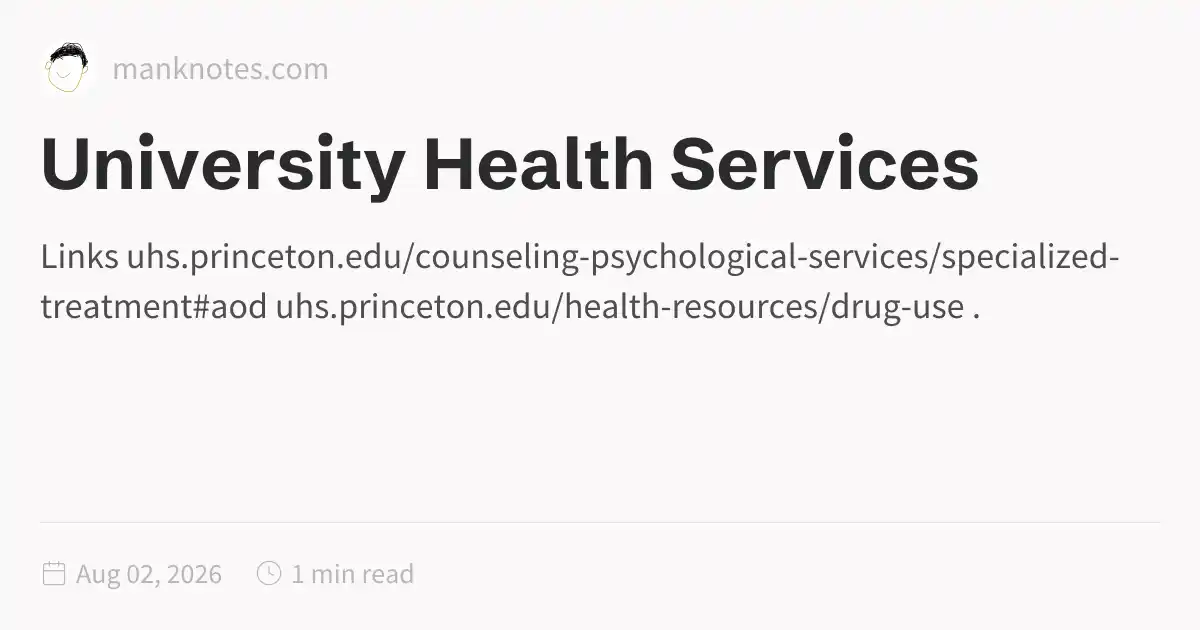 manknotes.com
University Health Services
Links uhs.princeton.edu/counseling-psychological-services/specialized-
treatment#aod uhs.princeton.edu/health-resources/drug-use .
Aug 02, 2026 1 min read